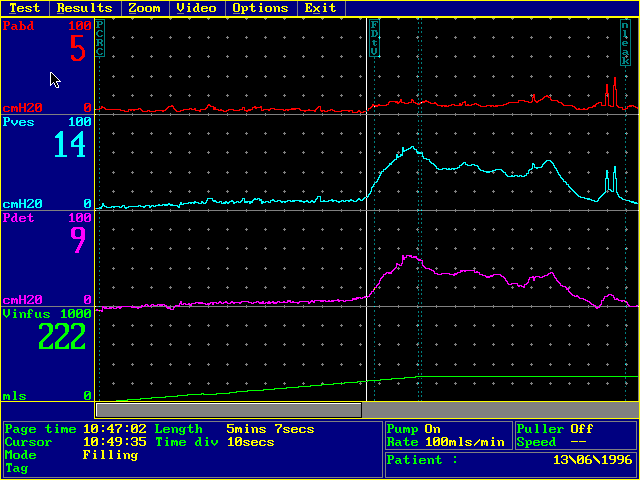 Test Results Zoom Video Options Exit
Pabd 100
5
cmH2O 0
Pves 100
14
cmH2O 0
Pdet 100
9
cmH2O 0
Vinfus 1000
222
mls 0
PCRC
FDtU
nleak
Page time 10:47:02 Length 5mins 7secs
Cursor 10:49:35 Time div 10secs
Mode Filling
Tag
Pump On
Rate 100mls/min
Puller Off
Speed --
Patient : 13\06\1996